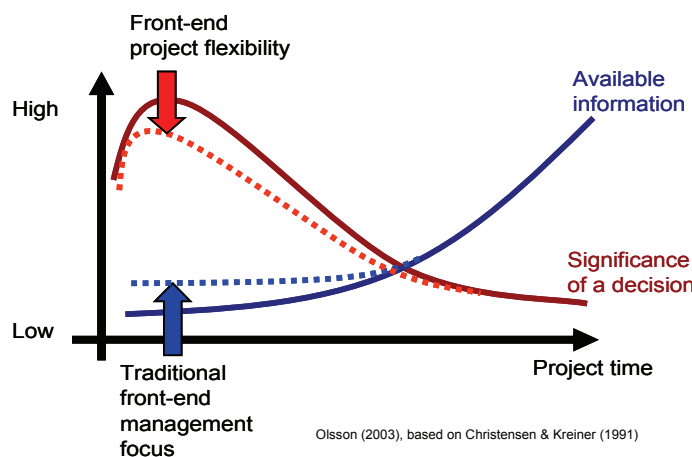 Front-end
project flexibility
Available
information
High
Significance
of a decision
Low
Project time
Traditional
front-end
management
focus
Olsson (2003), based on Christensen & Kreiner (1991)